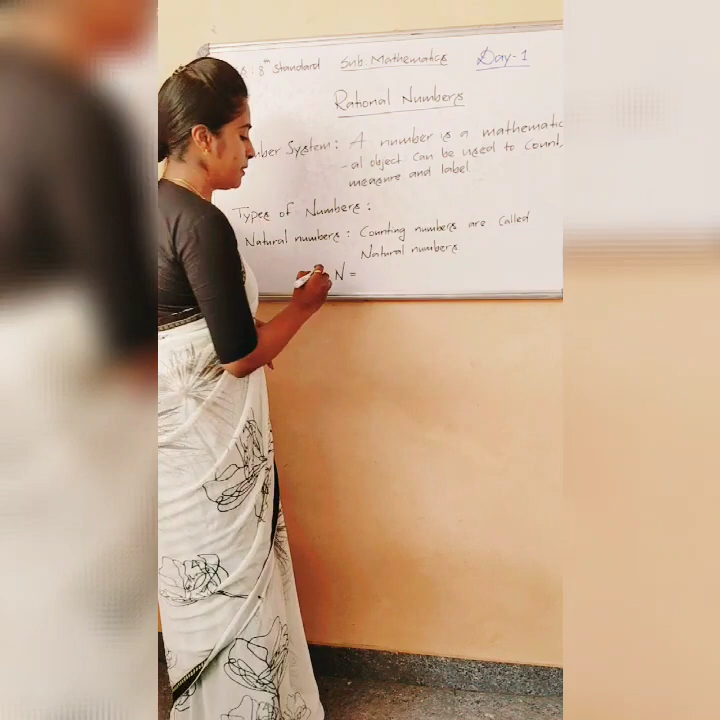 8th Standard Sub: Mathematics Day-1
Rational Numbers
System: A number is a mathematic
-al object can be used to count,
measure and label
Types of Numbers:
Natural numbers: Counting numbers are called
Natural numbers
N =